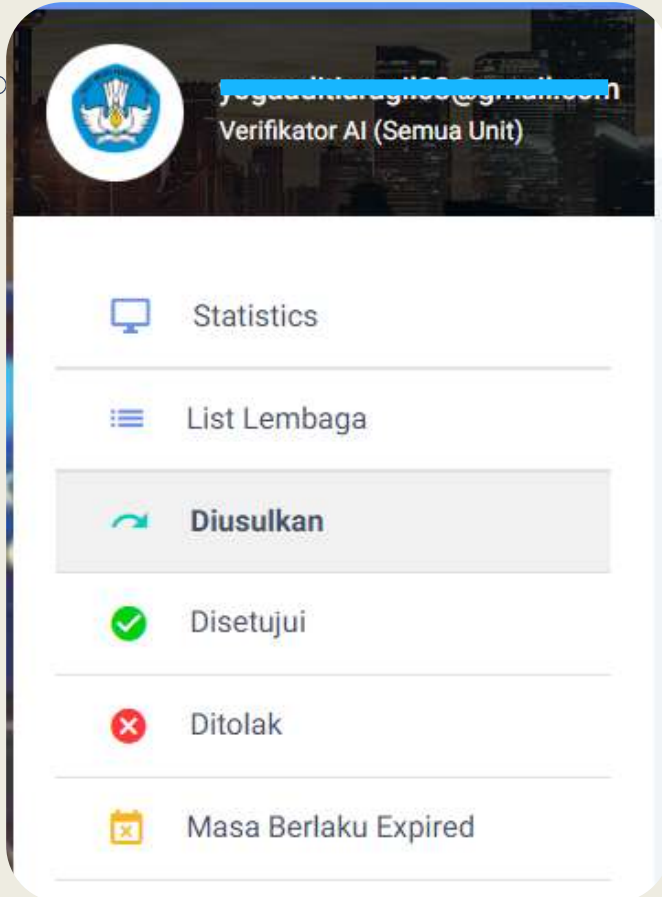 Verifikator AI (Semua Unit)
Statistics
List Lembaga
Diusulkan
Disetujui
Ditolak
Masa Berlaku Expired